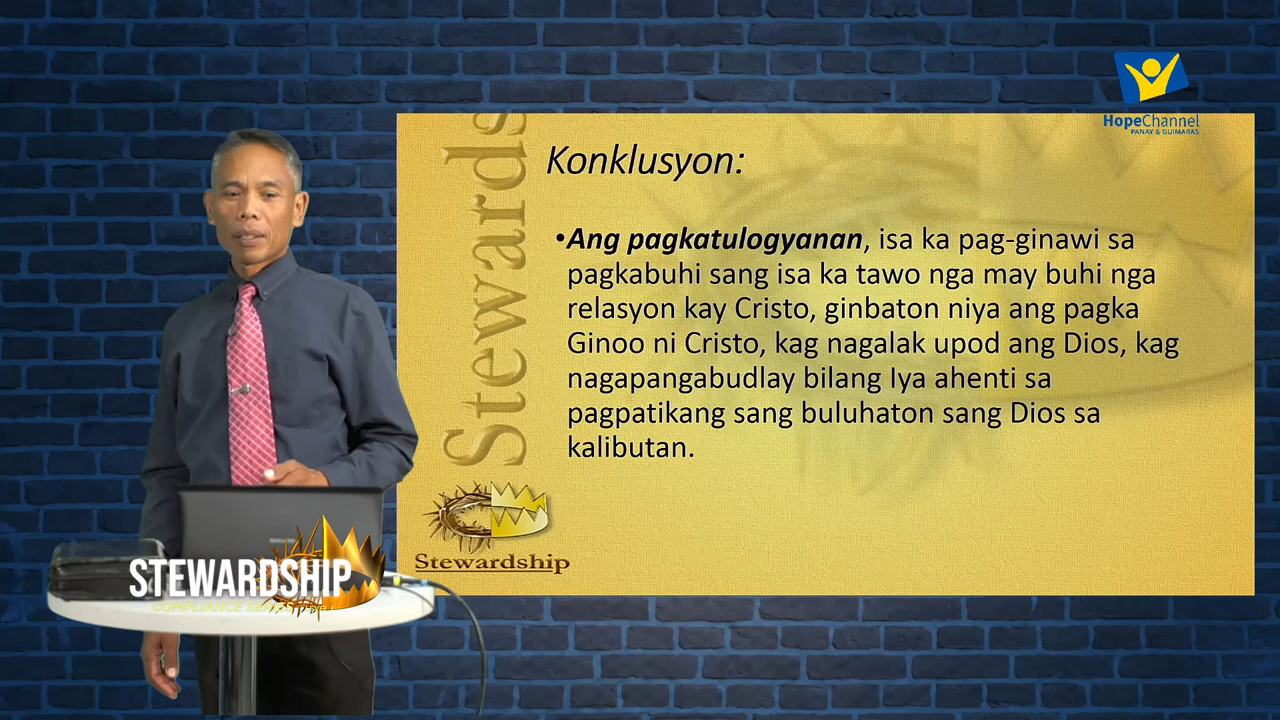 HopeChannel
PANAY & GUIMARAS
Stewards
Konklusyon:
•Ang pagkatulogyanan, isa ka pag-ginawi sa
pagkabuhi sang isa ka tawo nga may buhi nga
relasyon kay Cristo, ginbaton niya ang pagka
Ginoo ni Cristo, kag nagalak upod ang Dios, kag
nagapangabudlay bilang Iya ahenti sa
pagpatikang sang buluhaton sang Dios sa
kalibutan.
Stewardship
STEWARDSHIP
COMPLIANCE